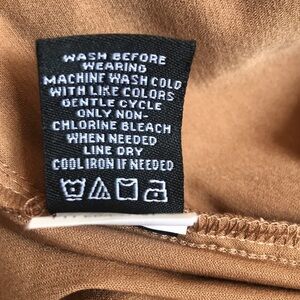 WASH BEFORE
WEARING
MACHINE WASH COLD
WITH LIKE COLORS
GENTLE CYCLE
ONLY NON-
CHLORINE BLEACH
WHEN NEEDED
LINE DRY
COOL IRON IF NEEDED